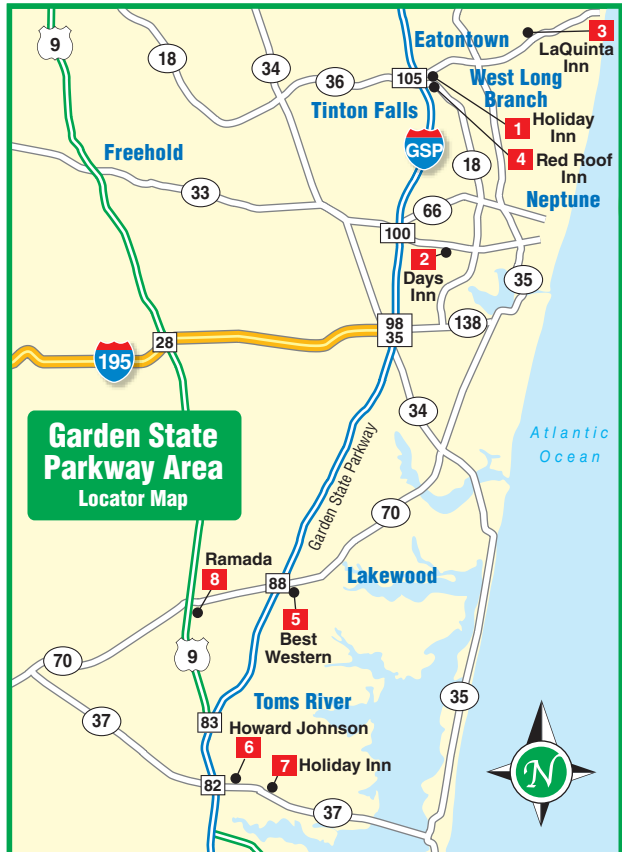 9
18
34
36
105
Eatontown
3
LaQuinta
Inn
West Long
Branch
Tinton Falls
1
Holiday
Inn
GSP
4
Red Roof
Inn
18
Freehold
33
66
Neptune
100
2
Days
Inn
35
28
195
98
35
138
Garden State
Parkway Area
Locator Map
34
Garden State Parkway
Atlantic
Ocean
70
Ramada
8
88
Lakewood
5
Best
Western
9
70
37
83
Toms River
35
Howard Johnson
6
7
Holiday Inn
82
37
N